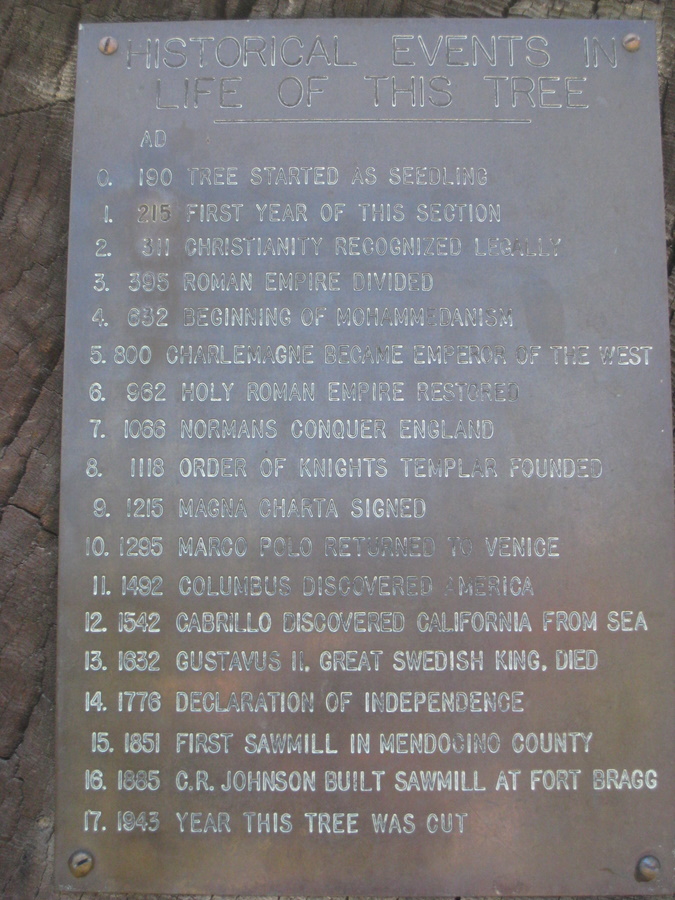 HISTORICAL EVENTS IN
LIFE OF THIS TREE
AD
0. 190 TREE STARTED AS SEEDLING
1. 215 FIRST YEAR OF THIS SECTION
2. 311 CHRISTIANITY RECOGNIZED LEGALLY
3. 395 ROMAN EMPIRE DIVIDED
4. 632 BEGINNING OF MOHAMMEDANISM
5. 800 CHARLEMAGNE BECAME EMPEROR OF THE WEST
6. 962 HOLY ROMAN EMPIRE RESTORED
7. 1066 NORMANS CONQUER ENGLAND
8. 1118 ORDER OF KNIGHTS TEMPLAR FOUNDED
9. 1215 MAGNA CHARTA SIGNED
10. 1295 MARCO POLO RETURNED TO VENICE
11. 1492 COLUMBUS DISCOVERED AMERICA
12. 1542 CABRILLO DISCOVERED CALIFORNIA FROM SEA
13. 1632 GUSTAVUS II, GREAT SWEDISH KING, DIED
14. 1776 DECLARATION OF INDEPENDENCE
15. 1851 FIRST SAWMILL IN MENDOCINO COUNTY
16. 1885 C.R. JOHNSON BUILT SAWMILL AT FORT BRAGG
17. 1943 YEAR THIS TREE WAS CUT